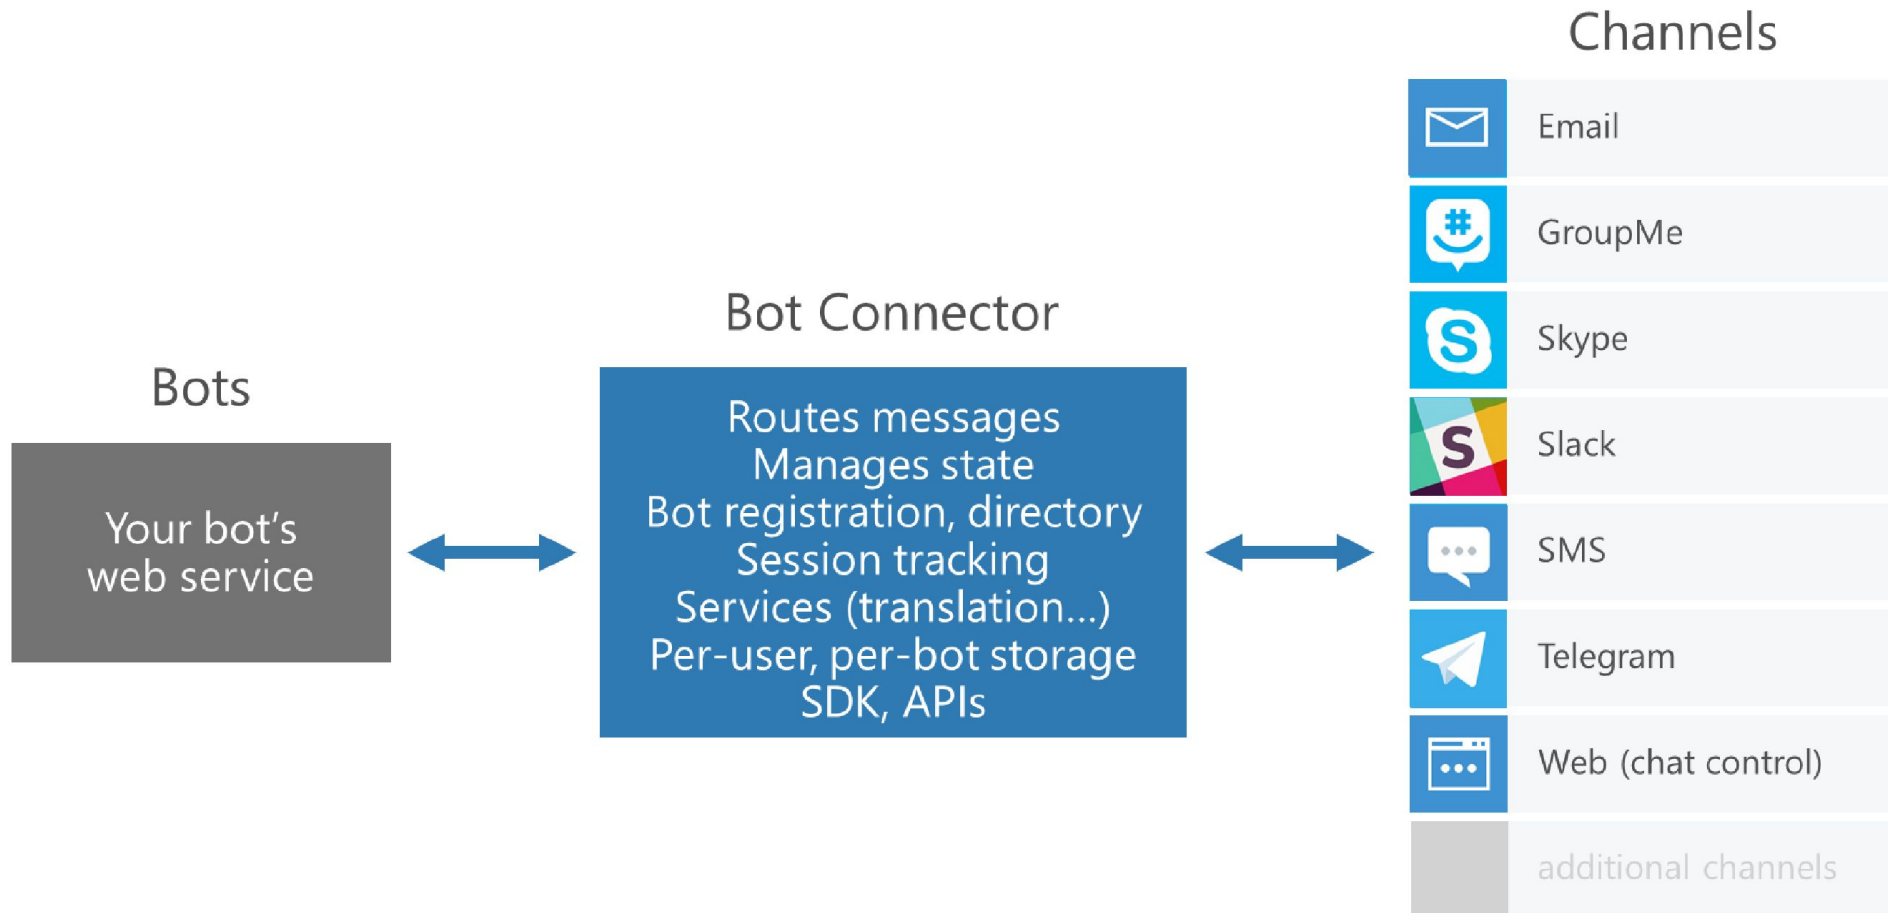 Bots
Your bot's
web service
Bot Connector
Routes messages
Manages state
Bot registration, directory
Session tracking
Services (translation...)
Per-user, per-bot storage
SDK, APIs
Channels
Email
GroupMe
Skype
Slack
SMS
Telegram
Web (chat control)
additional channels